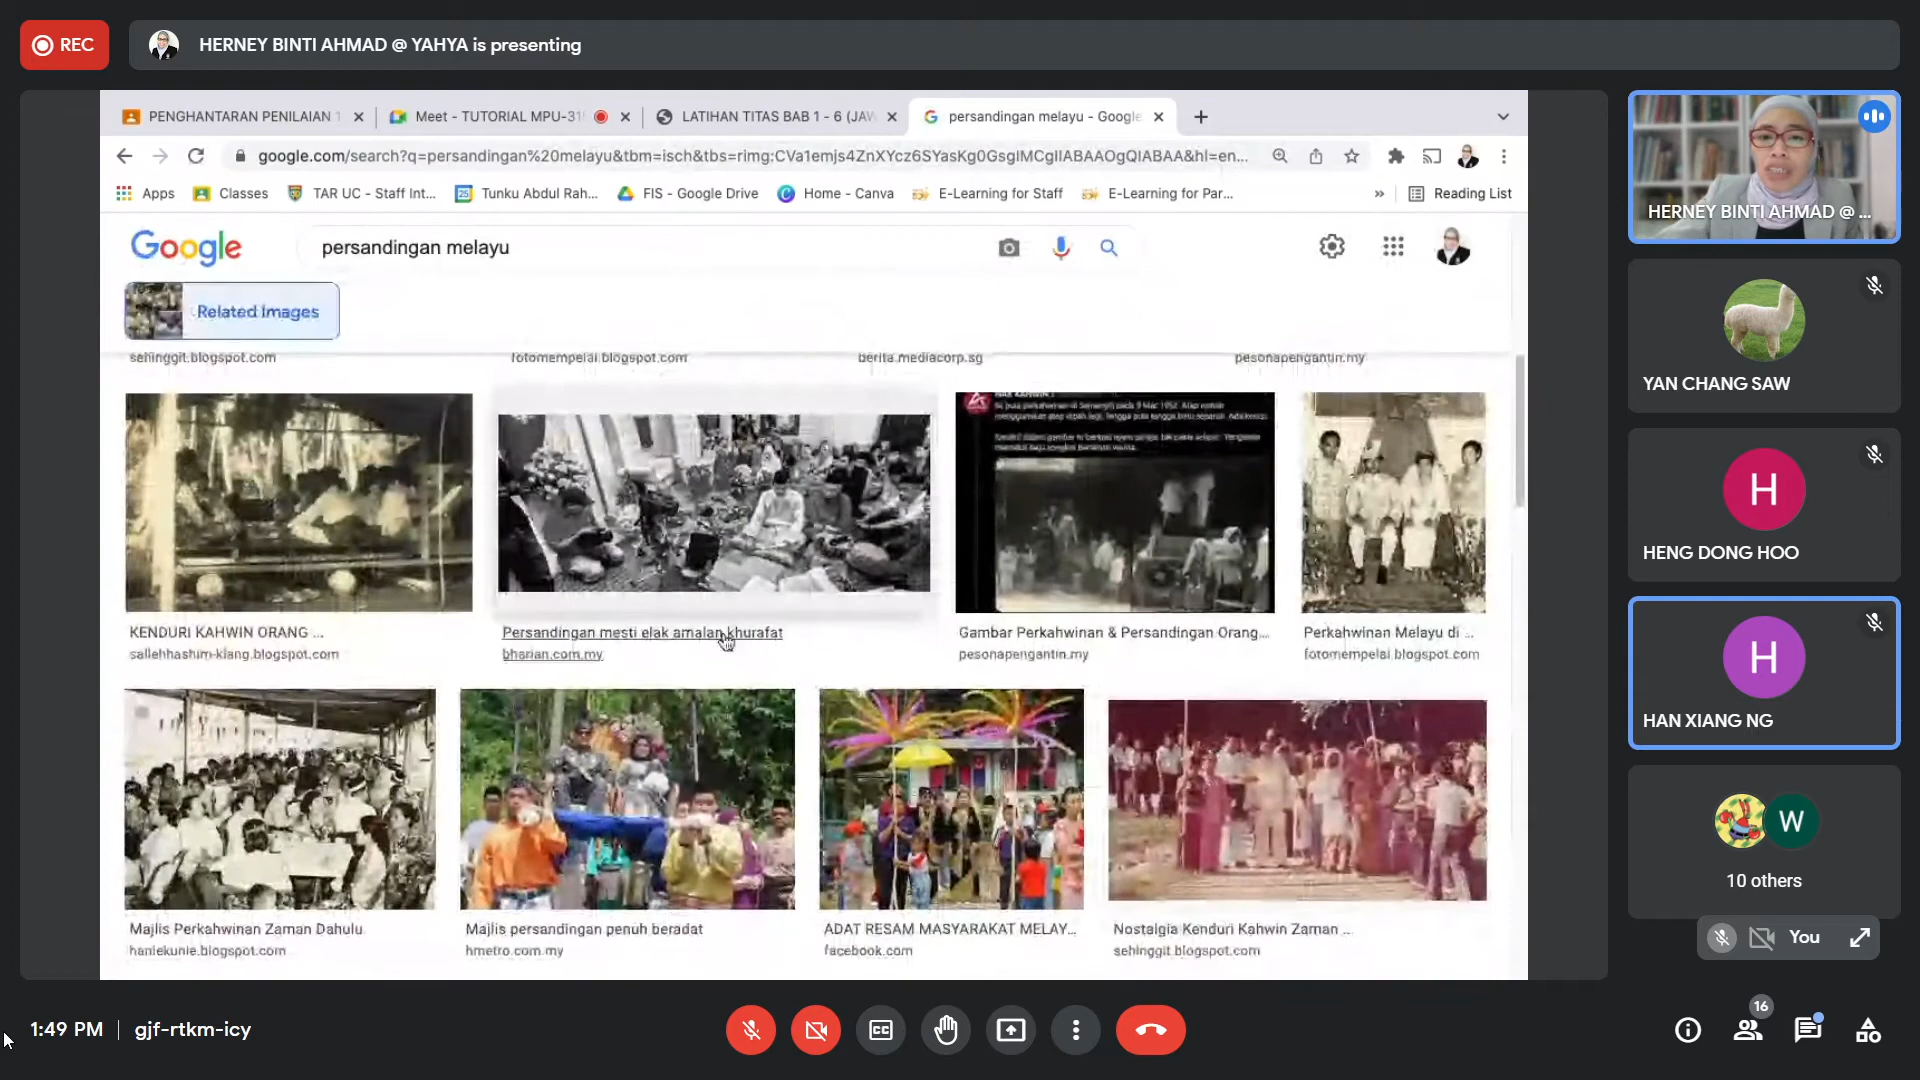 REC
HERNEY BINTI AHMAD @ YAHYA is presenting
PENGHANTARAN PENILAIAN 1
Meet - TUTORIAL MPU-31
LATIHAN TITAS BAB 1 - 6 (JAW
persandingan melayu - Google
google.com/search?q=persandingan%20melayu&tbm=isch&tbs=rimg:CVa1emjs4ZnXYcz6SYasKg0GsgIMCgIIABAAOgQIABAA&hl=en...
Apps
Classes
TAR UC - Staff Int...
Tunku Abdul Rah...
FIS - Google Drive
Home - Canva
E-Learning for Staff
E-Learning for Par...
»
Reading List
Google
persandingan melayu
Related Images
sehinggit.blogspot.com
fotomempelai.blogspot.com
berita.mediacorp.sg
pesonapengantin.my
KENDURI KAHWIN ORANG ...
sallehhashim-klang.blogspot.com
Persandingan mesti elak amalan khurafat
bharian.com.my
Gambar Perkahwinan & Persandingan Orang...
pesonapengantin.my
Perkahwinan Melayu di ...
fotomempelai.blogspot.com
Majlis Perkahwinan Zaman Dahulu
haniekunie.blogspot.com
Majlis persandingan penuh beradat
hmetro.com.my
ADAT RESAM MASYARAKAT MELAY...
facebook.com
Nostalgia Kenduri Kahwin Zaman ...
sehinggit.blogspot.com
HERNEY BINTI AHMAD @ ...
YAN CHANG SAW
H
HENG DONG HOO
H
HAN XIANG NG
W
10 others
You
1:49 PM
gjf-rtkm-icy
16